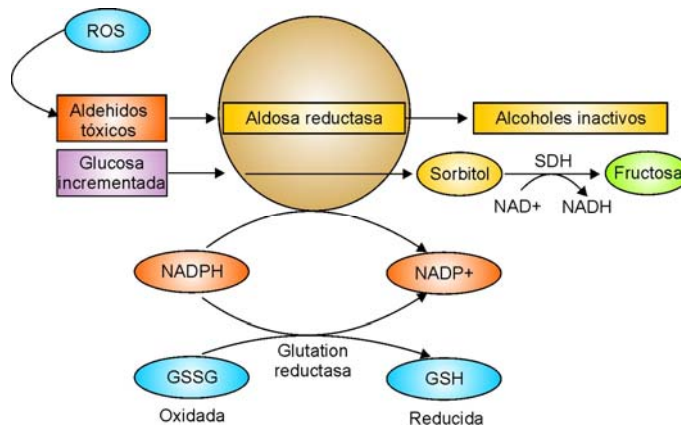 ROS
Aldehidos
tóxicos
Aldosa reductasa
Alcoholes inactivos
Glucosa
incrementada
Sorbitol
SDH
Fructosa
NAD+
NADH
NADPH
NADP+
Glutation
reductasa
GSSG
GSH
Oxidada
Reducida